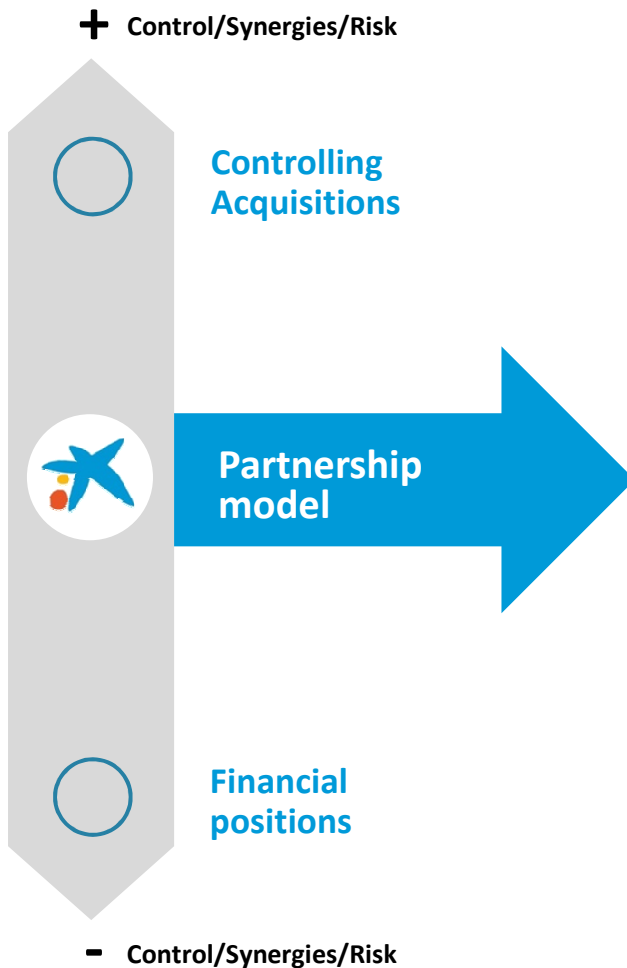 + Control/Synergies/Risk
Controlling
Acquisitions
Partnership
model
Financial
positions
- Control/Synergies/Risk